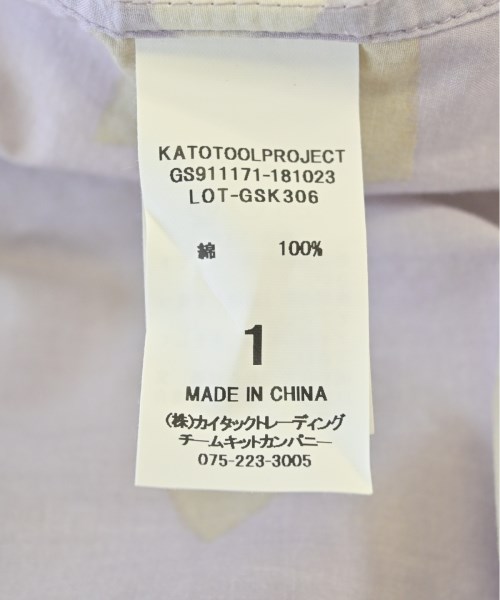 KATOTOOLPROJECT
GS911171-181023
LOT-GSK306
綿 100%
1
MADE IN CHINA
(株)カイタックトレーディング
チームキットカンパニー
075-223-3005